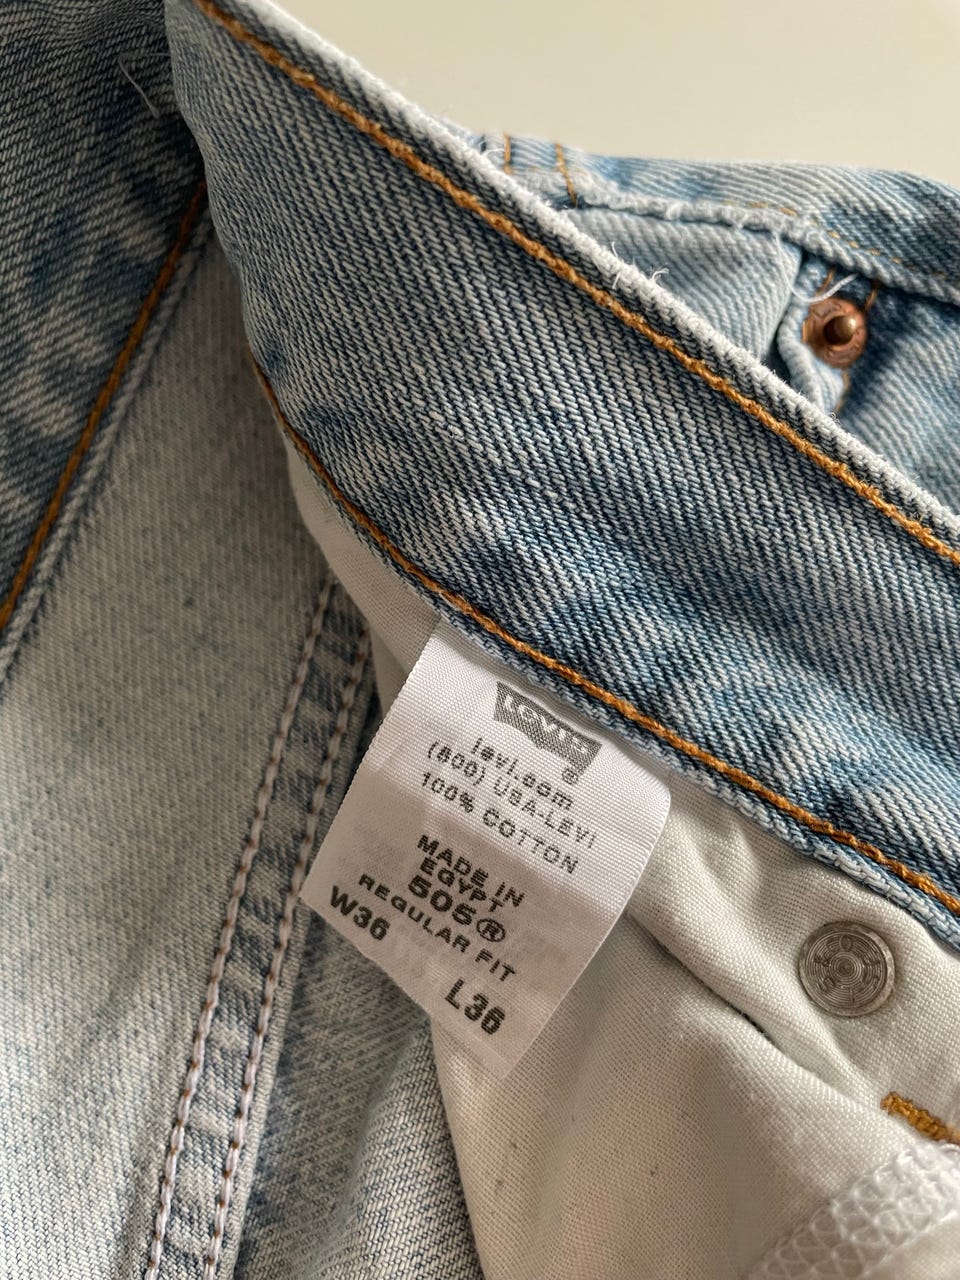 LEVI'S®
levi.com
(800) USA-LEVI
100% COTTON
MADE IN
EGYPT
505®
REGULAR FIT
W36 L36